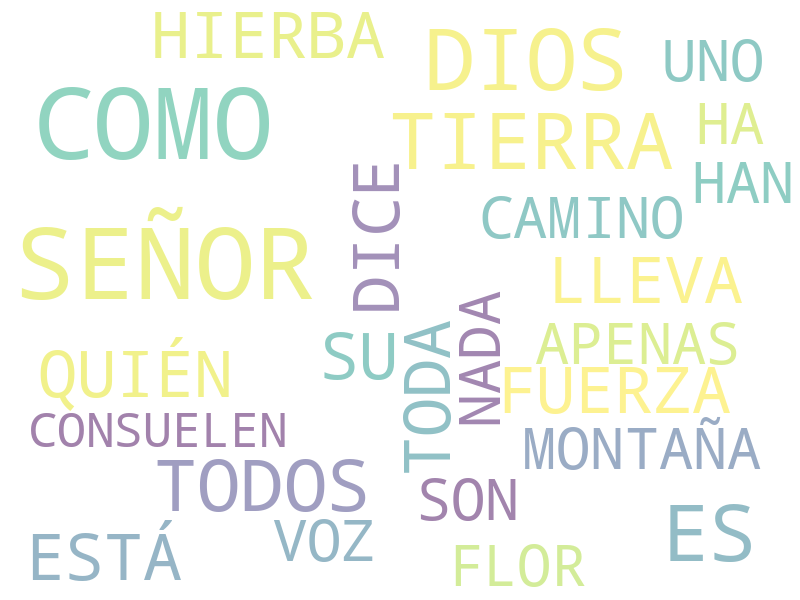 HIERBA
DIOS
UNO
COMO
TIERRA
HA
HAN
DICE
CAMINO
SEÑOR
LLEVA
NADA
APENAS
SU
TODA
QUIÉN
FUERZA
CONSUELEN
MONTAÑA
TODOS
SON
ES
VOZ
ESTÁ
FLOR